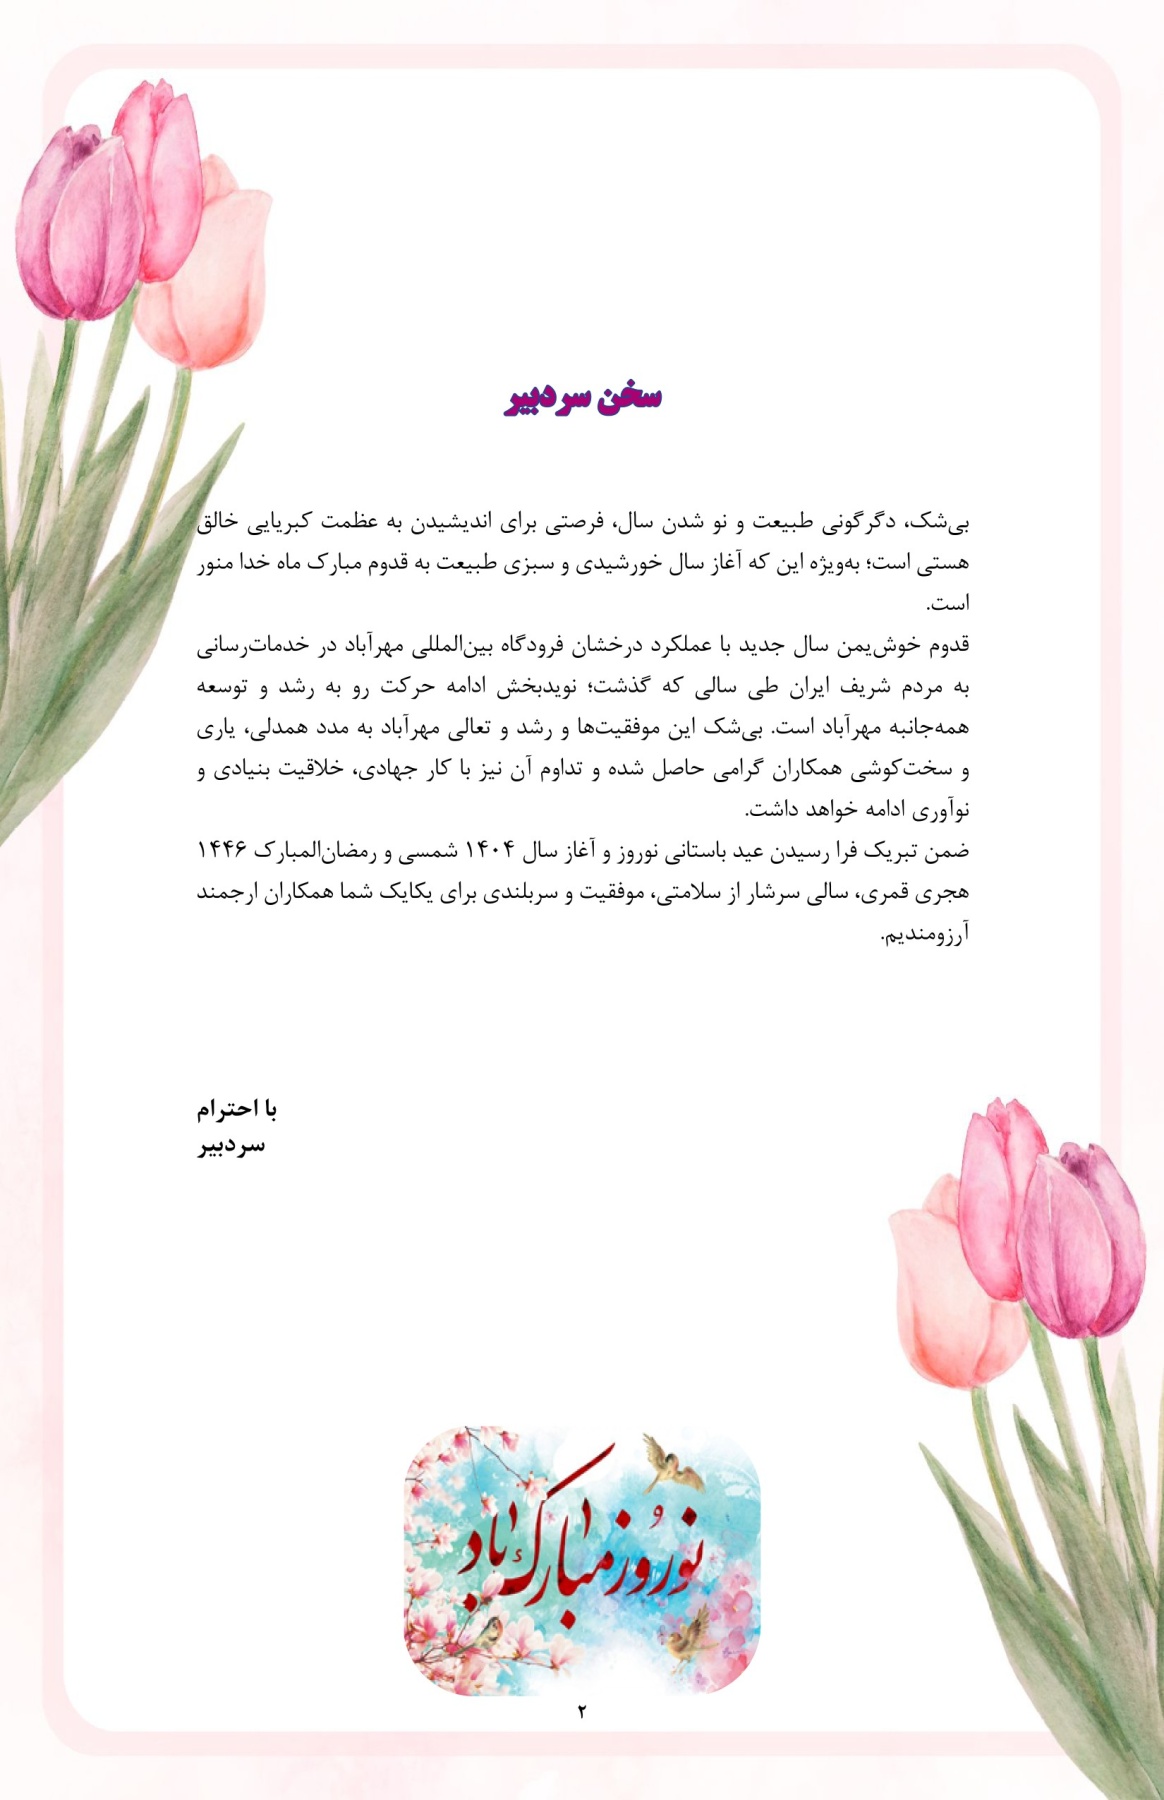 سخن سردبیر
بی‌شک، دگرگونی طبیعت و نو شدن سال، فرصتی برای اندیشیدن به عظمت کبریایی خالق
هستی است؛ به‌ویژه این که آغاز سال خورشیدی و سبزی طبیعت به قدوم مبارک ماه خدا منور
است.
قدوم خوش‌یمن سال جدید با عملکرد درخشان فرودگاه بین‌المللی مهرآباد در خدمات‌رسانی
به مردم شریف ایران طی سالی که گذشت؛ نویدبخش ادامه حرکت رو به رشد و توسعه
همه‌جانبه مهرآباد است. بی‌شک این موفقیت‌ها و رشد و تعالی مهرآباد به مدد همدلی، یاری
و سخت‌کوشی همکاران گرامی حاصل شده و تداوم آن نیز با کار جهادی، خلاقیت بنیادی و
نوآوری ادامه خواهد داشت.
ضمن تبریک فرا رسیدن عید باستانی نوروز و آغاز سال ۱۴۰۴ شمسی و رمضان‌المبارک ۱۴۴۶
هجری قمری، سالی سرشار از سلامتی، موفقیت و سربلندی برای یکایک شما همکاران ارجمند
آرزومندیم.
با احترام
سردبیر
نوروز مبارک باد
۲